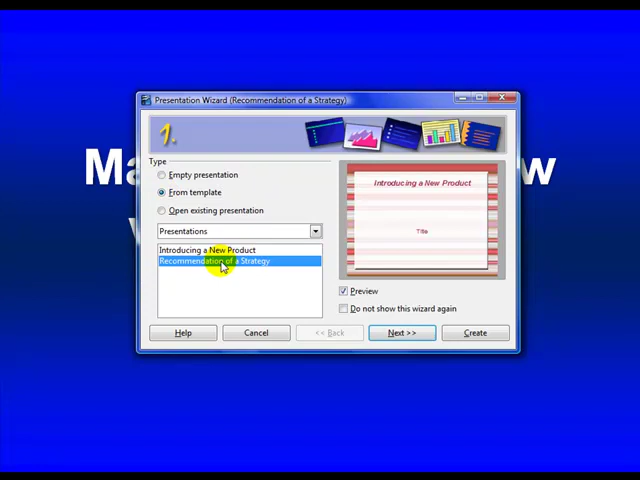 Presentation Wizard (Recommendation of a Strategy)
1.
Type
Empty presentation
From template
Open existing presentation
Presentations
Introducing a New Product
Recommendation of a Strategy
Introducing a New Product
Title
Preview
Do not show this wizard again
Help
Cancel
<< Back
Next >>
Create
Ma
w